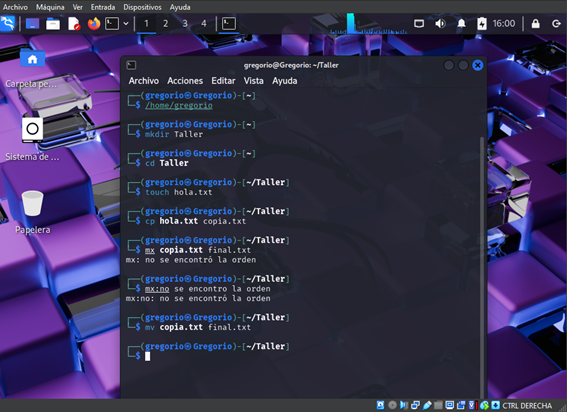 Archivo Máquina Ver Entrada Dispositivos Ayuda
1 2 3 4 16:00
gregorio@Gregorio: ~/Taller
Archivo Acciones Editar Vista Ayuda
┌──(gregorio㉿Gregorio)-[~]
└─$ /home/gregorio
┌──(gregorio㉿Gregorio)-[~]
└─$ mkdir Taller
┌──(gregorio㉿Gregorio)-[~]
└─$ cd Taller
┌──(gregorio㉿Gregorio)-[~/Taller]
└─$ touch hola.txt
┌──(gregorio㉿Gregorio)-[~/Taller]
└─$ cp hola.txt copia.txt
┌──(gregorio㉿Gregorio)-[~/Taller]
└─$ mx copia.txt final.txt
mx: no se encontró la orden
┌──(gregorio㉿Gregorio)-[~/Taller]
└─$ mx:no se encontró la orden
mx:no: no se encontró la orden
┌──(gregorio㉿Gregorio)-[~/Taller]
└─$ mv copia.txt final.txt
┌──(gregorio㉿Gregorio)-[~/Taller]
└─$
Carpeta pe...
Sistema de ...
Papelera
CTRL DERECHA